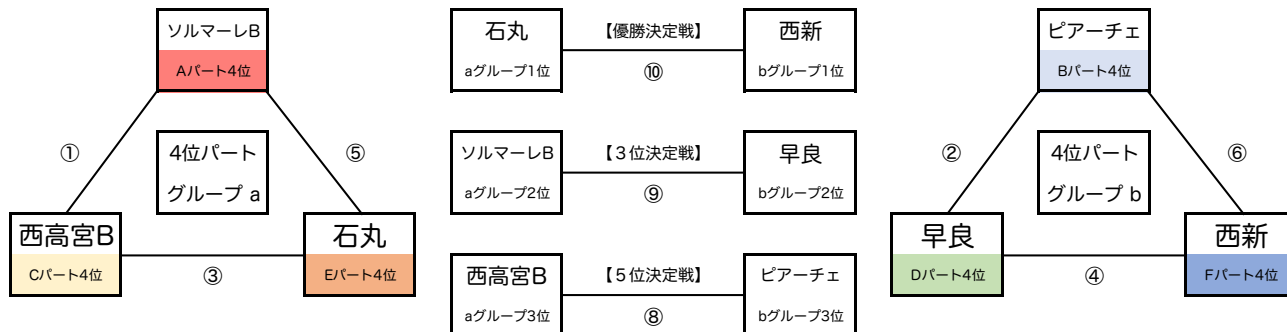 ソルマーレB
Aパート4位
①
⑤
4位パート
グループ a
西高宮B
Cパート4位
③
石丸
Eパート4位
石丸
aグループ1位
【優勝決定戦】
⑩
西新
bグループ1位
ソルマーレB
aグループ2位
【３位決定戦】
⑨
早良
bグループ2位
西高宮B
aグループ3位
【５位決定戦】
⑧
ピアーチェ
bグループ3位
ピアーチェ
Bパート4位
②
⑥
4位パート
グループ b
早良
Dパート4位
④
西新
Fパート4位